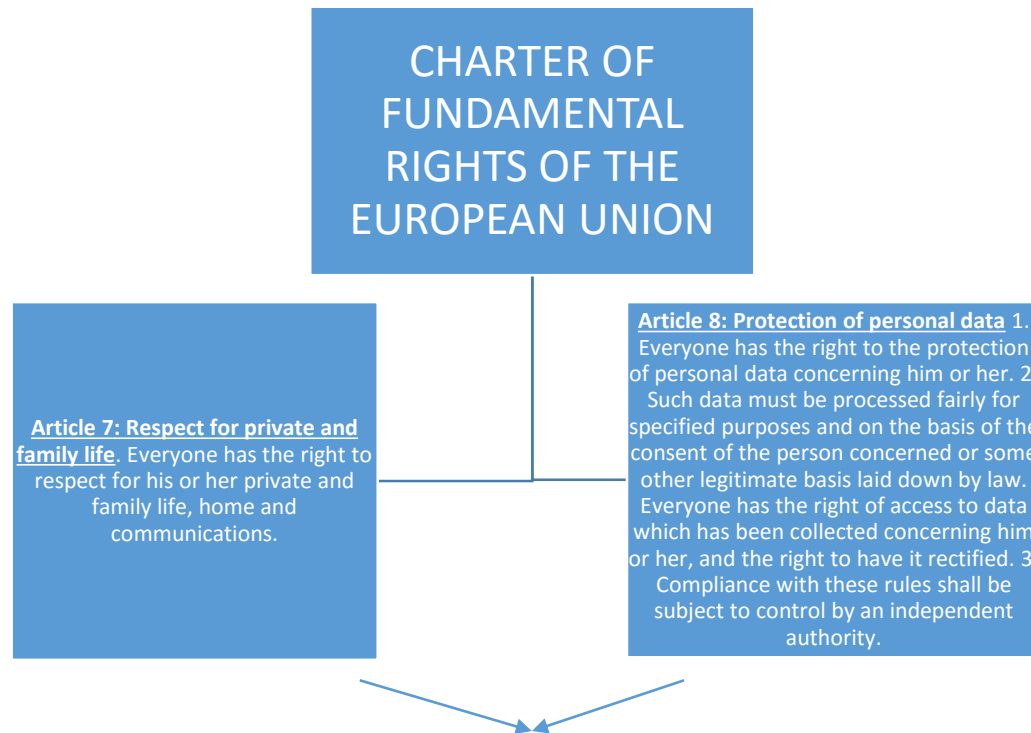 CHARTER OF
FUNDAMENTAL
RIGHTS OF THE
EUROPEAN UNION
Article 7: Respect for private and
family life. Everyone has the right to
respect for his or her private and
family life, home and
communications.
Article 8: Protection of personal data 1.
Everyone has the right to the protection
of personal data concerning him or her. 2
Such data must be processed fairly for
specified purposes and on the basis of the
consent of the person concerned or some
other legitimate basis laid down by law.
Everyone has the right of access to data
which has been collected concerning him
or her, and the right to have it rectified. 3
Compliance with these rules shall be
subject to control by an independent
authority.